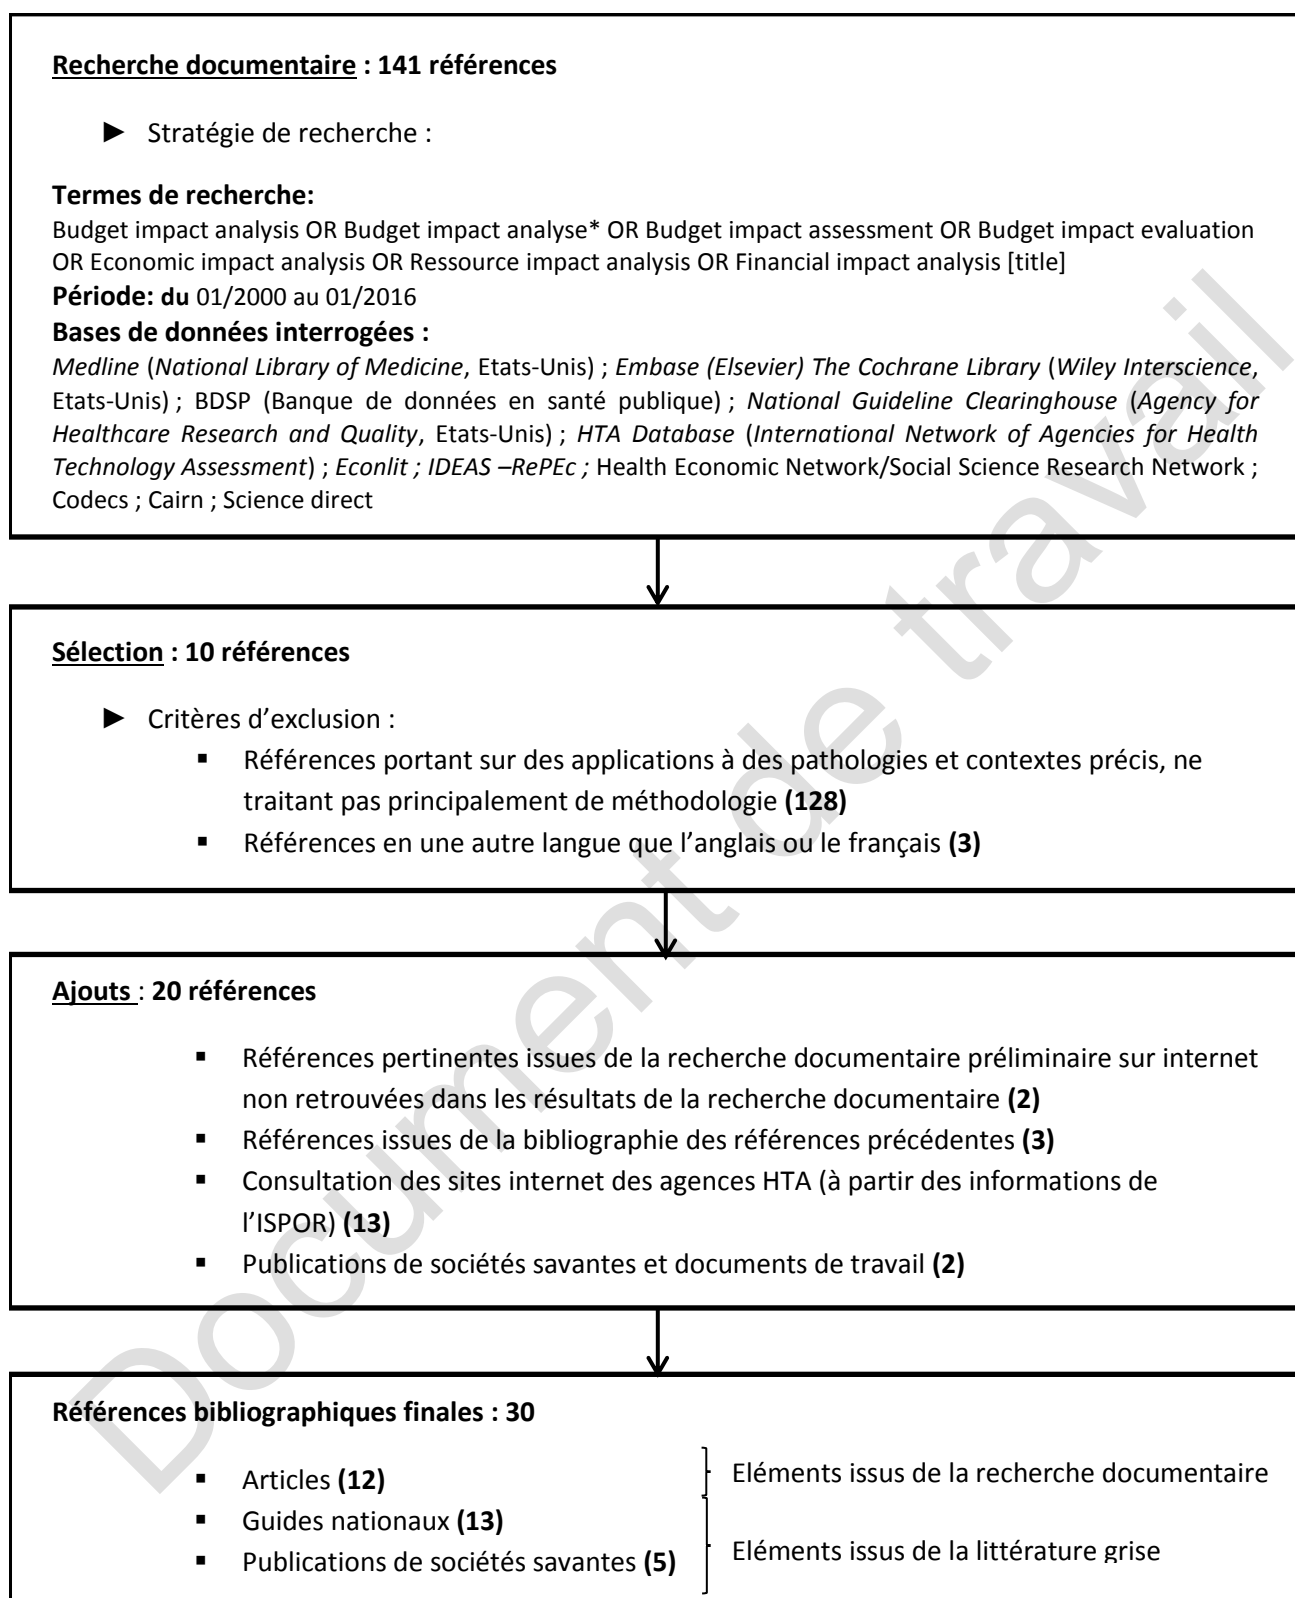 Recherche documentaire : 141 références
► Stratégie de recherche :
Termes de recherche:
Budget impact analysis OR Budget impact analyse* OR Budget impact assessment OR Budget impact evaluation
OR Economic impact analysis OR Ressource impact analysis OR Financial impact analysis [title]
Période: du 01/2000 au 01/2016
Bases de données interrogées :
Medline (National Library of Medicine, Etats-Unis) ; Embase (Elsevier) The Cochrane Library (Wiley Interscience,
Etats-Unis) ; BDSP (Banque de données en santé publique) ; National Guideline Clearinghouse (Agency for
Healthcare Research and Quality, Etats-Unis) ; HTA Database (International Network of Agencies for Health
Technology Assessment) ; Econlit ; IDEAS –RePEc ; Health Economic Network/Social Science Research Network ;
Codecs ; Cairn ; Science direct
Sélection : 10 références
► Critères d’exclusion :
▪ Références portant sur des applications à des pathologies et contextes précis, ne
traitant pas principalement de méthodologie (128)
▪ Références en une autre langue que l’anglais ou le français (3)
Ajouts : 20 références
▪ Références pertinentes issues de la recherche documentaire préliminaire sur internet
non retrouvées dans les résultats de la recherche documentaire (2)
▪ Références issues de la bibliographie des références précédentes (3)
▪ Consultation des sites internet des agences HTA (à partir des informations de
l’ISPOR) (13)
▪ Publications de sociétés savantes et documents de travail (2)
Références bibliographiques finales : 30
▪ Articles (12)
Eléments issus de la recherche documentaire
▪ Guides nationaux (13)
▪ Publications de sociétés savantes (5)
Eléments issus de la littérature grise
Document de travail